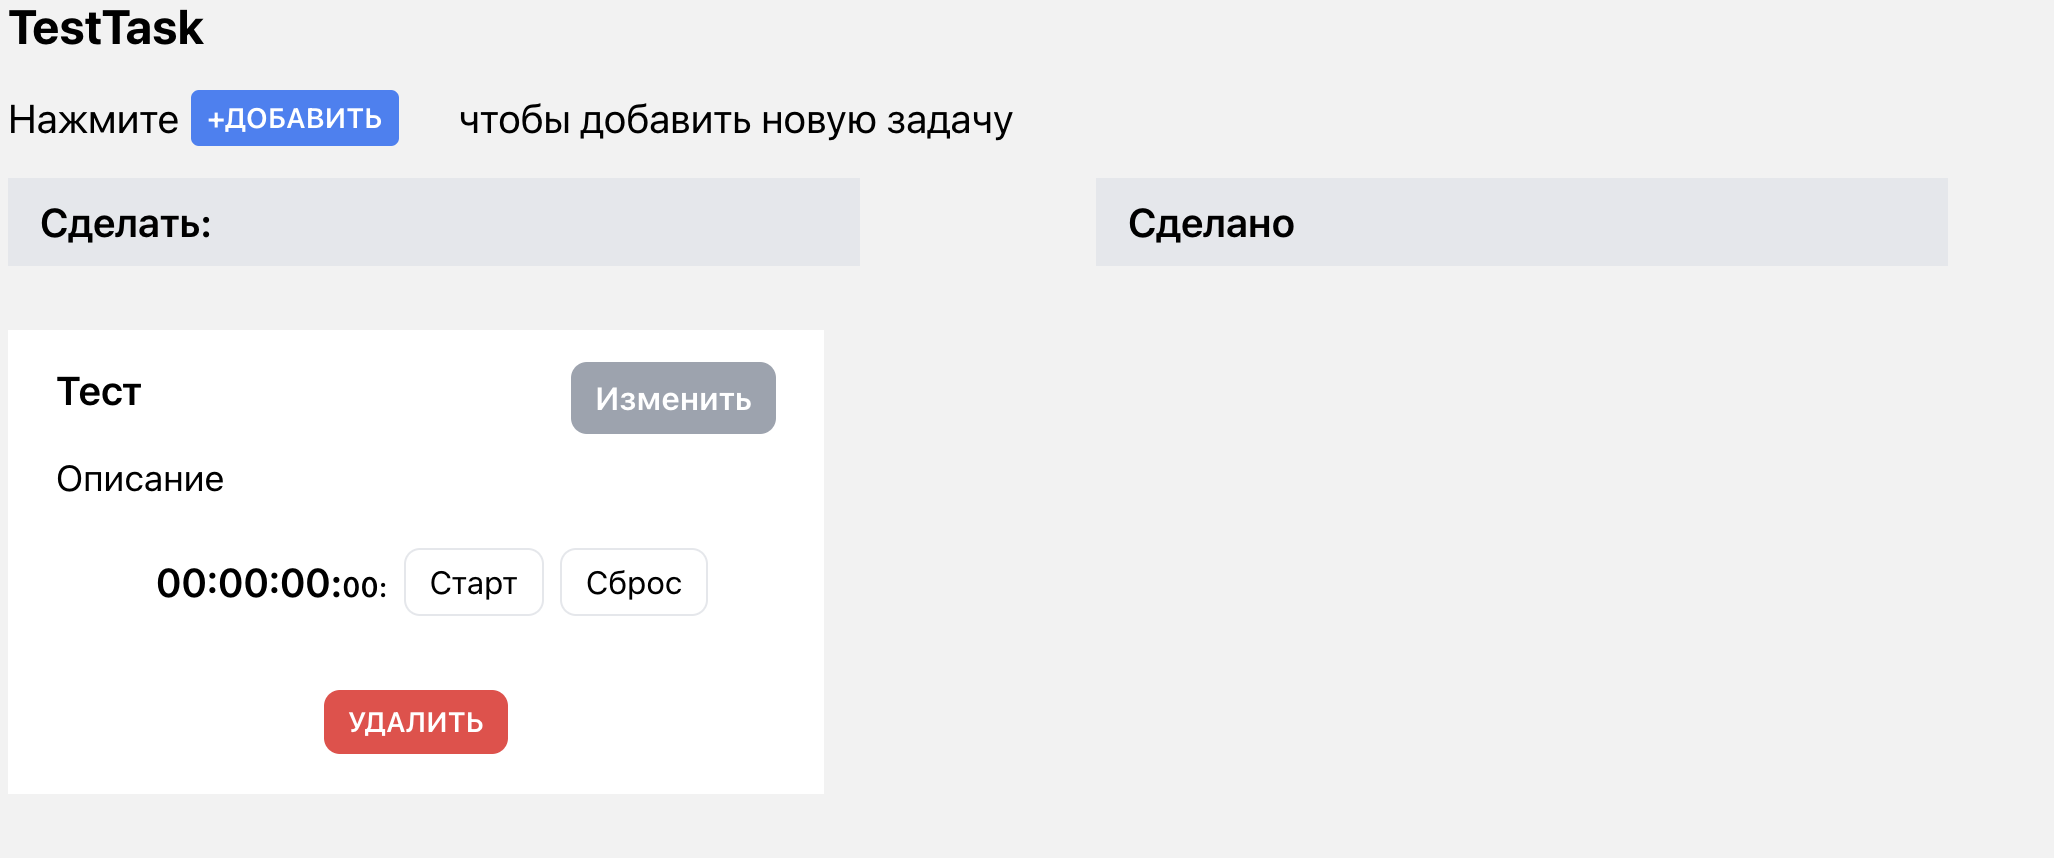 TestTask
Нажмите +ДОБАВИТЬ чтобы добавить новую задачу
Сделать:
Сделано
Тест
Изменить
Описание
00:00:00:00: Старт Сброс
УДАЛИТЬ